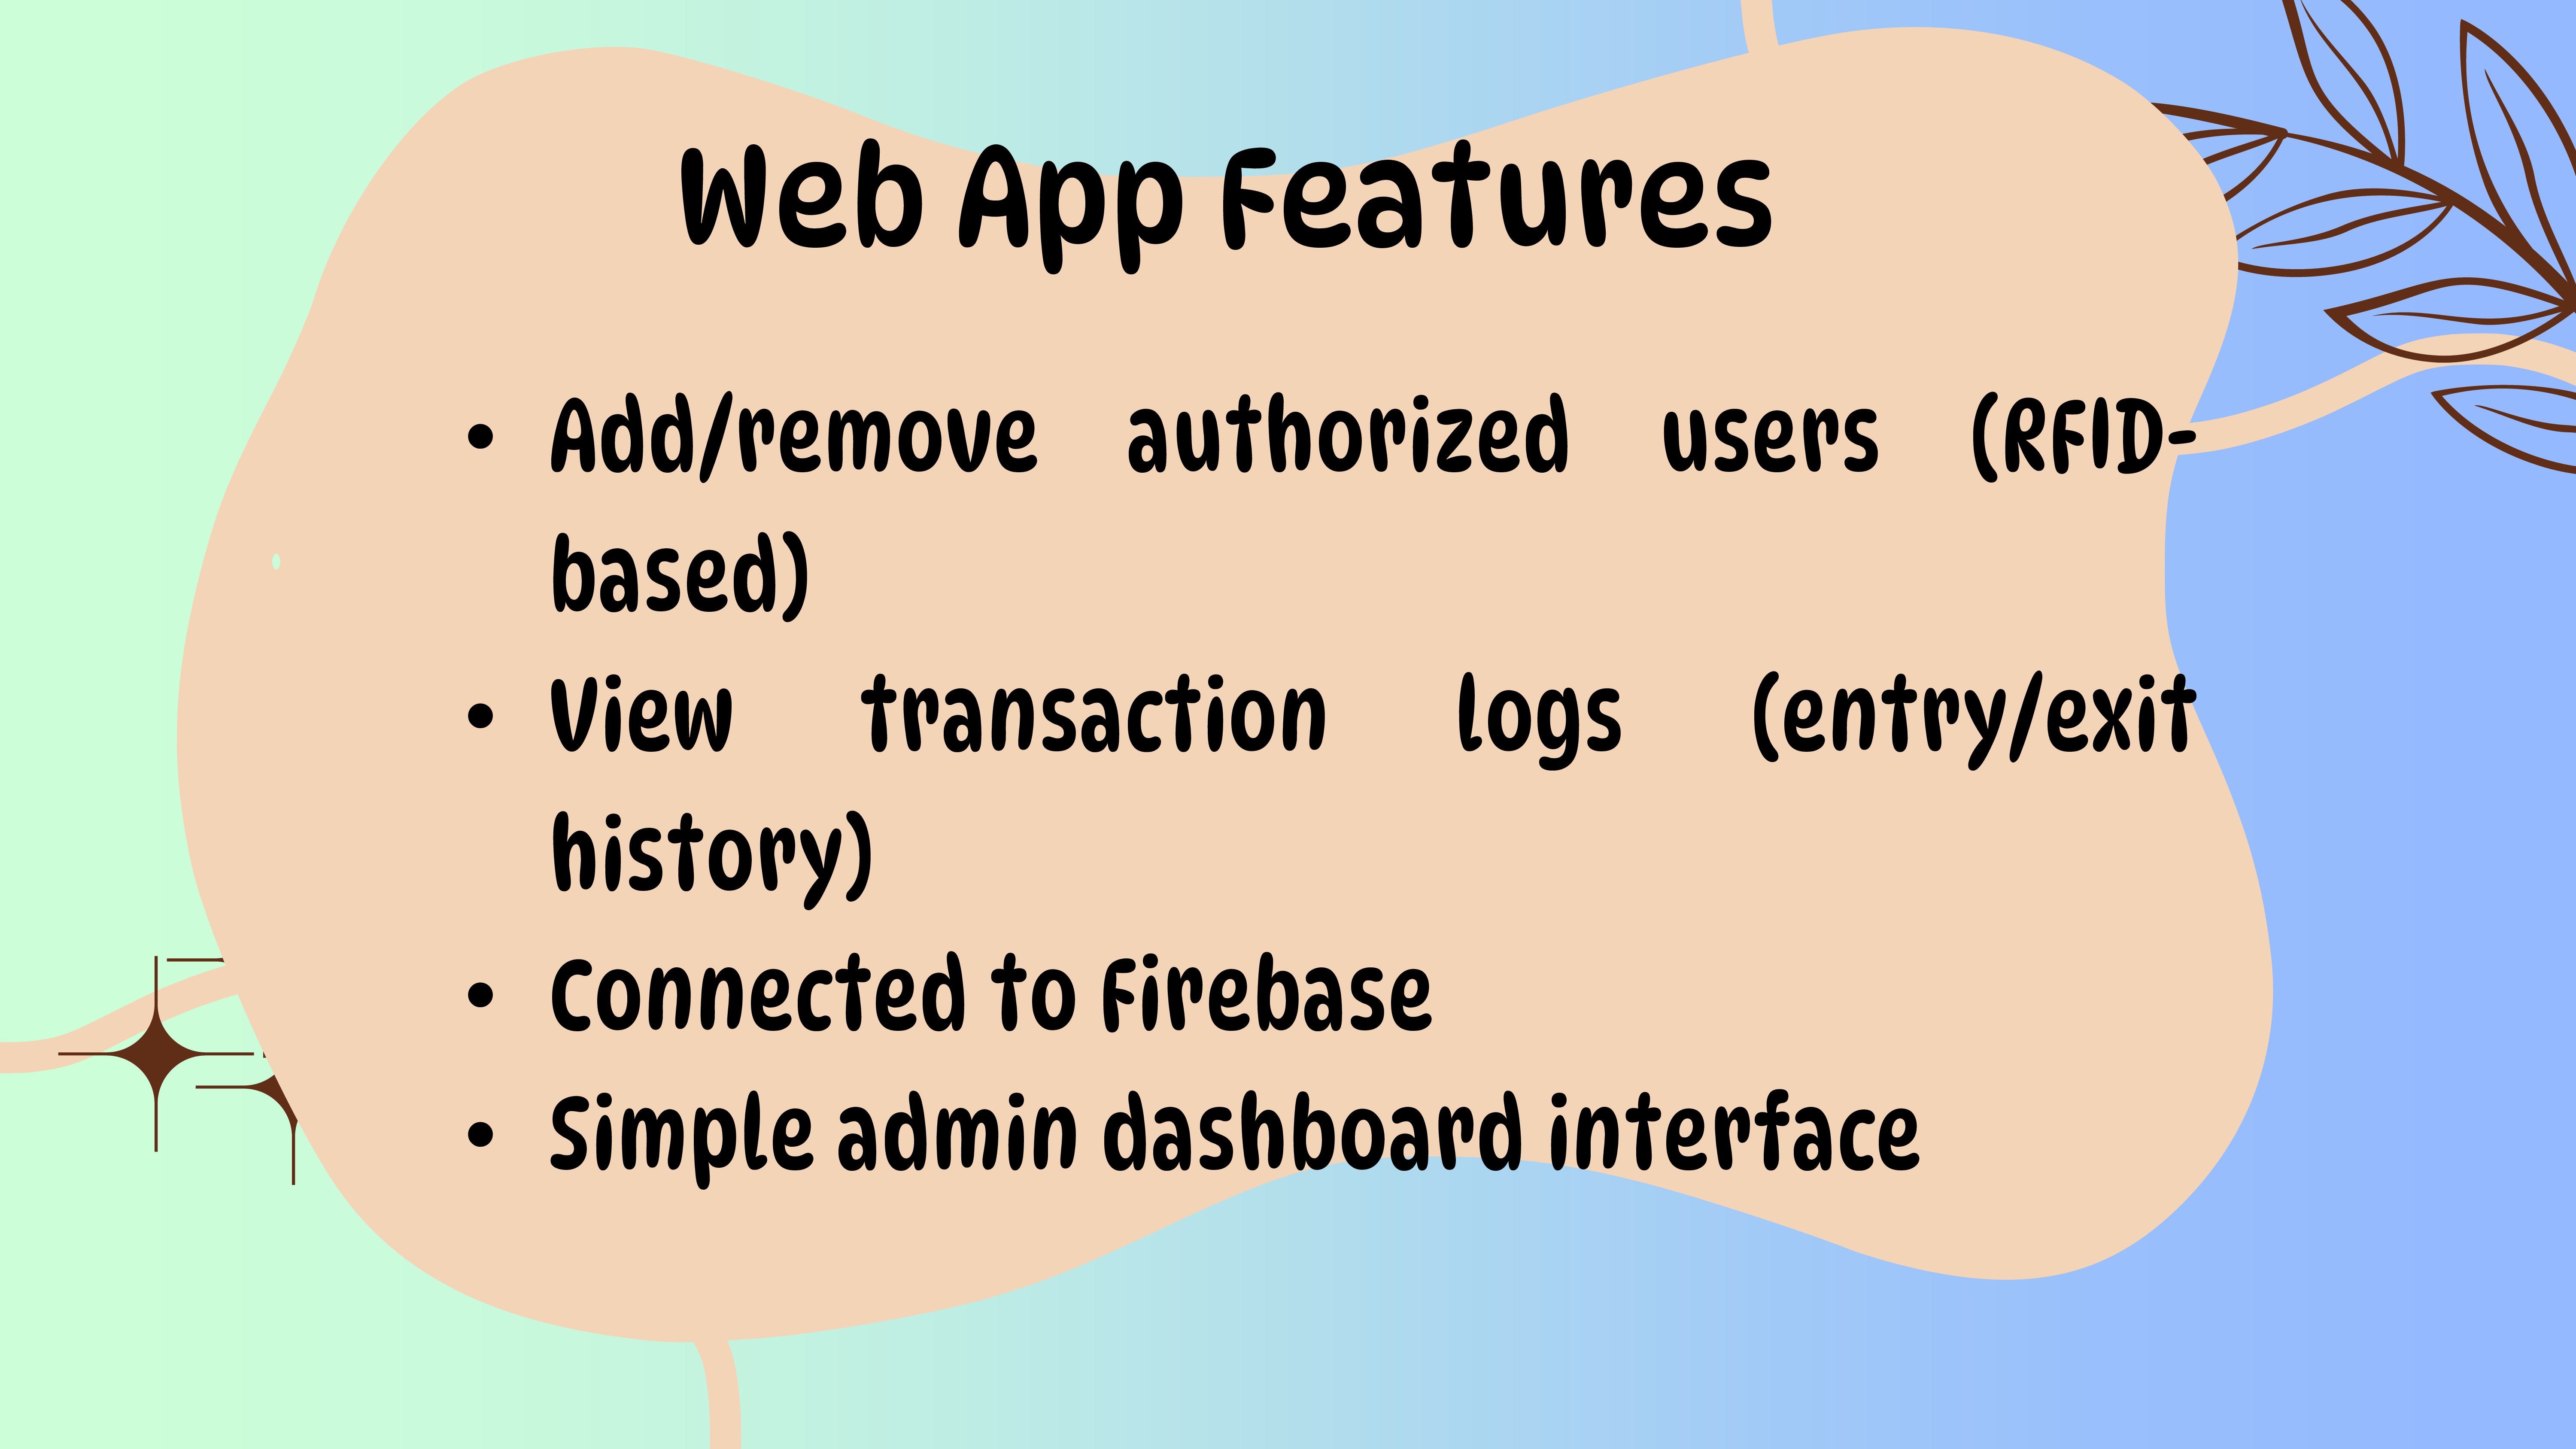 Web App Features
• Add/remove authorized users (RFID-
based)
• View transaction logs (entry/exit
history)
• Connected to Firebase
• Simple admin dashboard interface